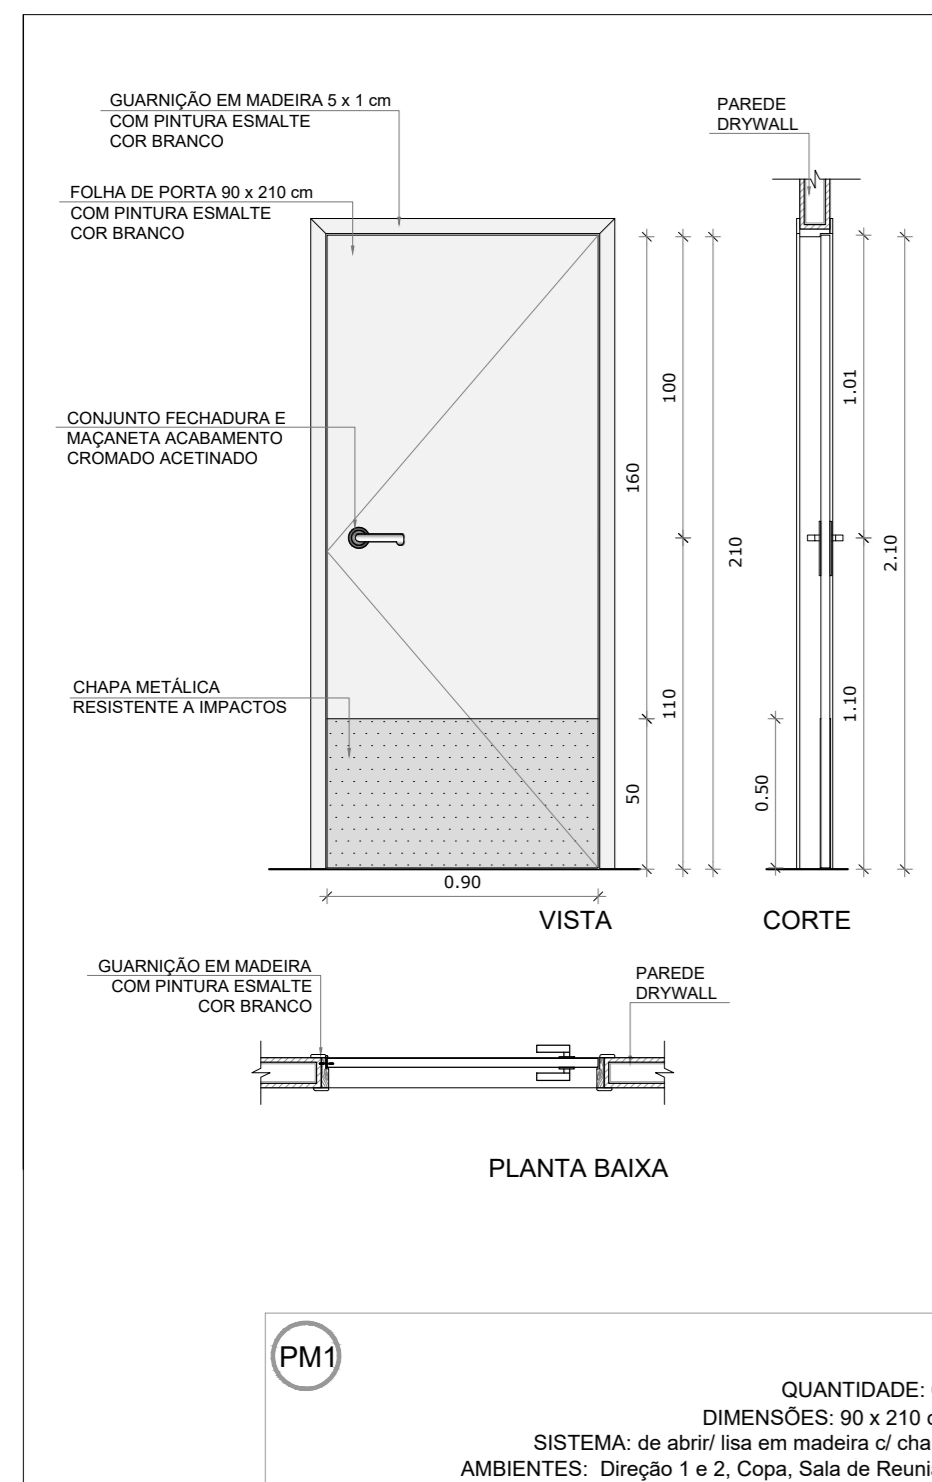 GUARNIÇÃO EM MADEIRA 5 x 1 cm
COM PINTURA ESMALTE
COR BRANCO
FOLHA DE PORTA 90 x 210 cm
COM PINTURA ESMALTE
COR BRANCO
CONJUNTO FECHADURA E
MAÇANETA ACABAMENTO
CROMADO ACETINADO
CHAPA METÁLICA
RESISTENTE A IMPACTOS
PAREDE
DRYWALL
100
160
210
110
50
0.90
1.01
2.10
1.10
0.50
VISTA
CORTE
GUARNIÇÃO EM MADEIRA
COM PINTURA ESMALTE
COR BRANCO
PAREDE
DRYWALL
PLANTA BAIXA
PM1
QUANTIDADE:
DIMENSÕES: 90 x 210
SISTEMA: de abrir/ lisa em madeira c/
AMBIENTES: Direção 1 e 2, Copa, Sala de